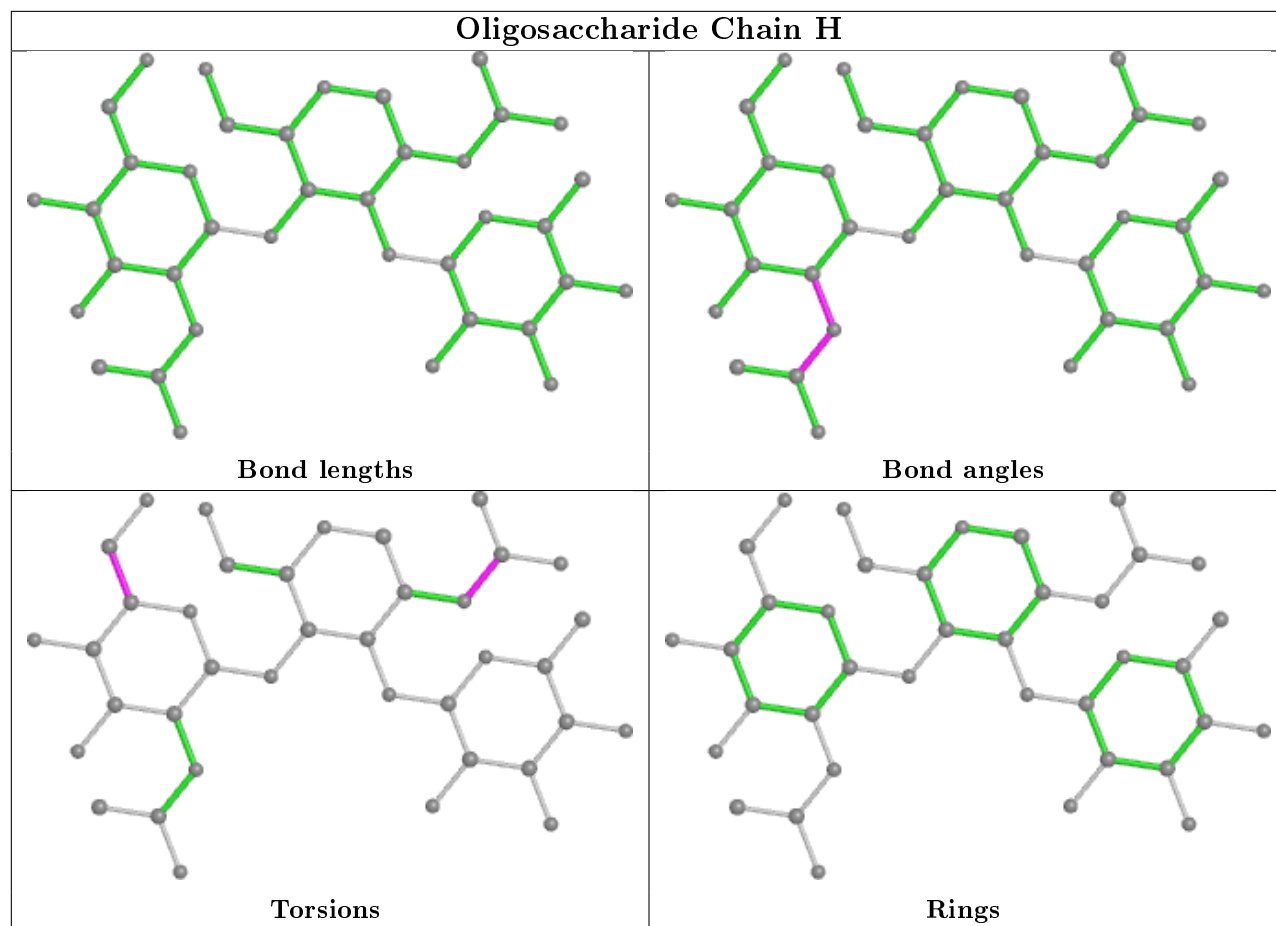 Oligosaccharide Chain H
Bond lengths
Bond angles
Torsions
Rings